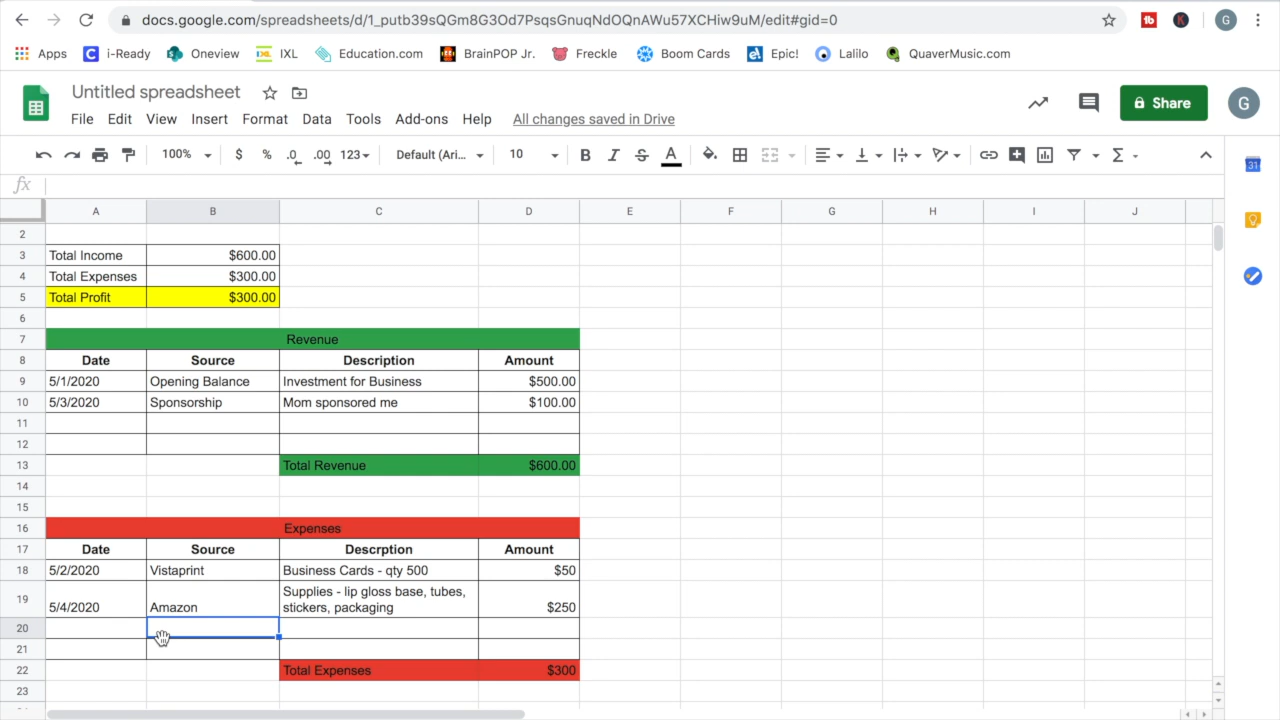 docs.google.com/spreadsheets/d/1_putb39sQGm8G3Od7PsqsGnuqNdOQnAWu57XCHiw9uM/edit#gid=0
Apps i-Ready Oneview IXL Education.com BrainPOP Jr. Freckle Boom Cards Epic! Lalilo QuaverMusic.com
Untitled spreadsheet
File Edit View Insert Format Data Tools Add-ons Help All changes saved in Drive
Share G
100% $ % .0 .00 123 Default (Ari... 10 B I S A
fx
A B C D E F G H I J
2
3 Total Income $600.00
4 Total Expenses $300.00
5 Total Profit $300.00
6
7 Revenue
8 Date Source Description Amount
9 5/1/2020 Opening Balance Investment for Business $500.00
10 5/3/2020 Sponsorship Mom sponsored me $100.00
11
12
13 Total Revenue $600.00
14
15
16 Expenses
17 Date Source Descrption Amount
18 5/2/2020 Vistaprint Business Cards - qty 500 $50
Supplies - lip gloss base, tubes,
19 5/4/2020 Amazon stickers, packaging $250
20
21
22 Total Expenses $300
23